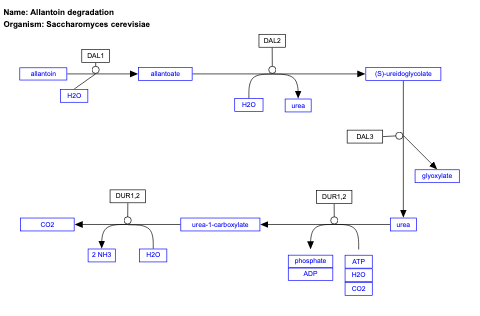 Name: Allantoin degradation
Organism: Saccharomyces cerevisiae
DAL1
DAL2
allantoin
allantoate
(S)-ureidoglycolate
H2O
H2O
urea
DAL3
glyoxylate
DUR1,2
DUR1,2
CO2
urea-1-carboxylate
urea
2 NH3
H2O
phosphate
ATP
ADP
H2O
CO2